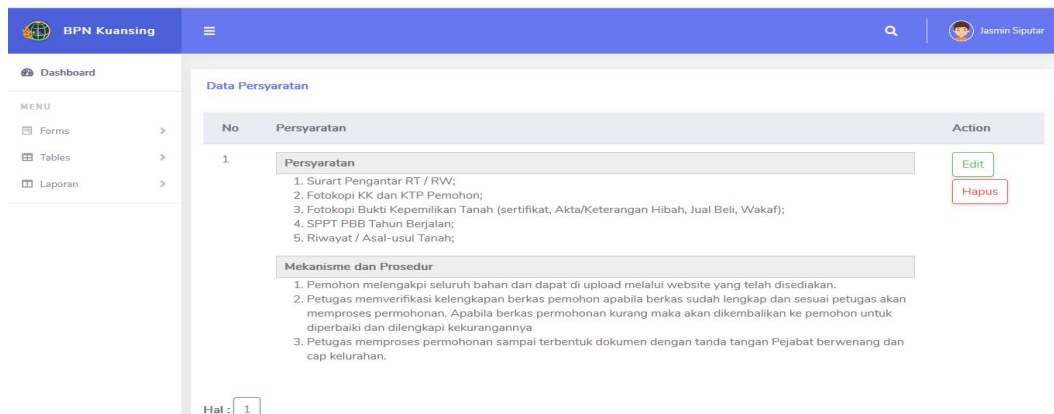 BPN Kuansing
Jasmin Siputar
Dashboard
Data Persyaratan
MENU
Forms
Tables
Laporan
No Persyaratan Action
1
Persyaratan
1. Surart Pengantar RT / RW;
2. Fotokopi KK dan KTP Pemohon;
3. Fotokopi Bukti Kepemilikan Tanah (sertifikat, Akta/Keterangan Hibah, Jual Beli, Wakaf);
4. SPPT PBB Tahun Berjalan;
5. Riwayat / Asal-usul Tanah;
Mekanisme dan Prosedur
1. Pemohon melengakpi seluruh bahan dan dapat di upload melalui website yang telah disediakan.
2. Petugas memverifikasi kelengkapan berkas pemohon apabila berkas sudah lengkap dan sesuai petugas akan
memproses permohonan. Apabila berkas permohonan kurang maka akan dikembalikan ke pemohon untuk
diperbaiki dan dilengkapi kekurangannya
3. Petugas memproses permohonan sampai terbentuk dokumen dengan tanda tangan Pejabat berwenang dan
cap kelurahan.
Edit
Hapus
Hal : 1